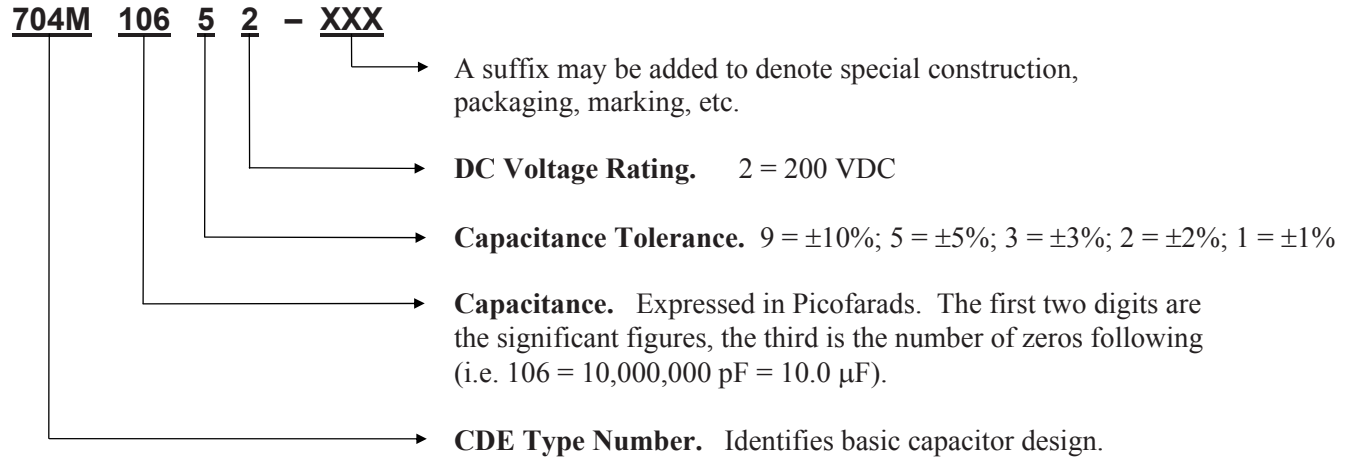 704M 106 5 2 – XXX
A suffix may be added to denote special construction,
packaging, marking, etc.
DC Voltage Rating. 2 = 200 VDC
Capacitance Tolerance. 9 = ±10%; 5 = ±5%; 3 = ±3%; 2 = ±2%; 1 = ±1%
Capacitance. Expressed in Picofarads. The first two digits are
the significant figures, the third is the number of zeros following
(i.e. 106 = 10,000,000 pF = 10.0 μF).
CDE Type Number. Identifies basic capacitor design.